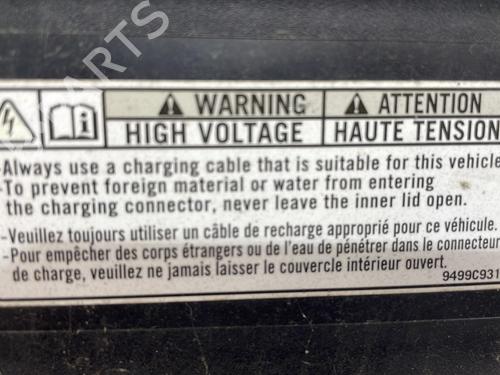 PARTS
WARNING
HIGH VOLTAGE
ATTENTION
HAUTE TENSION
-Always use a charging cable that is suitable for this vehicle
-To prevent foreign material or water from entering
the charging connector, never leave the inner lid open.
-Veuillez toujours utiliser un câble de recharge approprié pour ce véhicule.
-Pour empêcher des corps étrangers ou de l'eau de pénétrer dans le connecteur
de charge, veuillez ne jamais laisser le couvercle intérieur ouvert.
9499C931